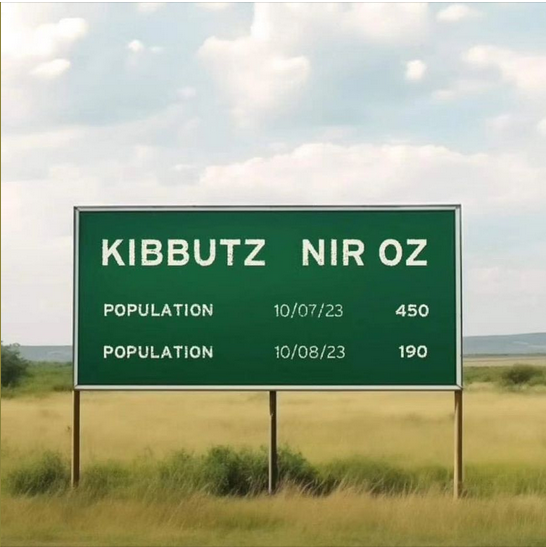 KIBBUTZ NIR OZ
POPULATION 10/07/23 450
POPULATION 10/08/23 190